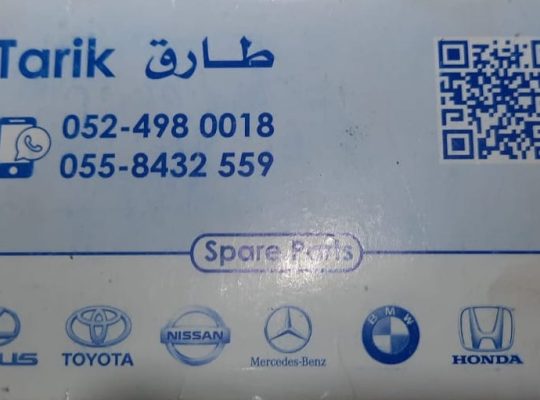 Tarik طارق
052-498 0018
055-8432 559
Spare Parts
TOYOTA NISSAN Mercedes-Benz BMW HONDA